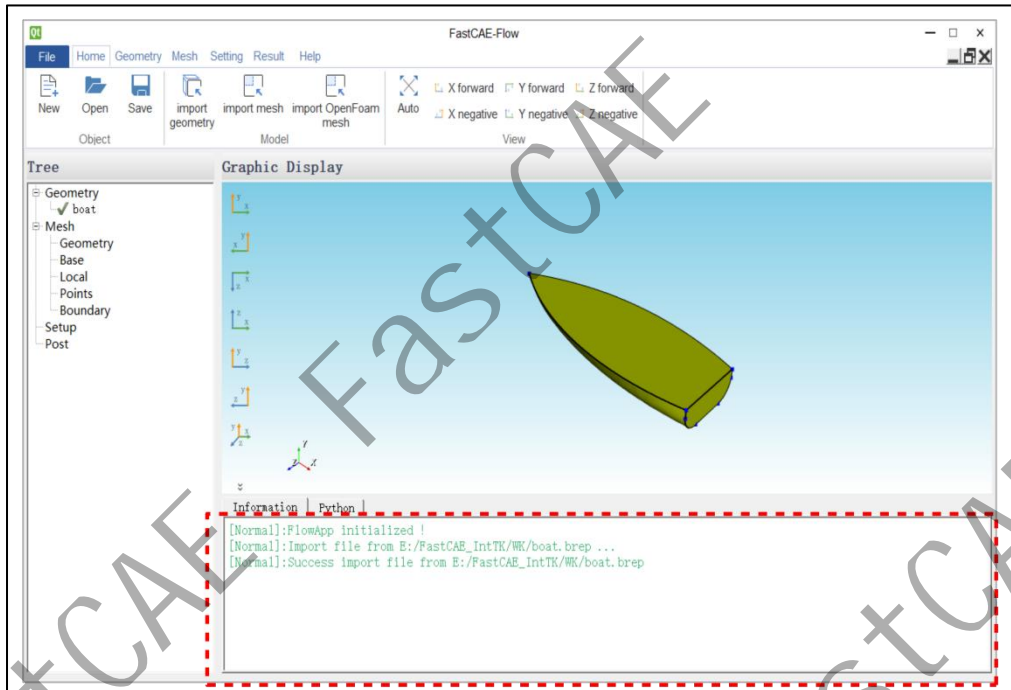 Qt FastCAE-Flow
File Home Geometry Mesh Setting Result Help
New Open Save import geometry import mesh import OpenFoam mesh Auto X forward Y forward Z forward
X negative Y negative Z negative
Object Model View
Tree Graphic Display
Geometry
boat
Mesh
Geometry
Base
Local
Points
Boundary
Setup
Post
Y
Z X
Information Python
[Normal]:FlowApp initialized !
[Normal]:Import file from E:/FastCAE_IntTK/WK/boat.brep ...
[Normal]:Success import file from E:/FastCAE_IntTK/WK/boat.brep
FastCAE